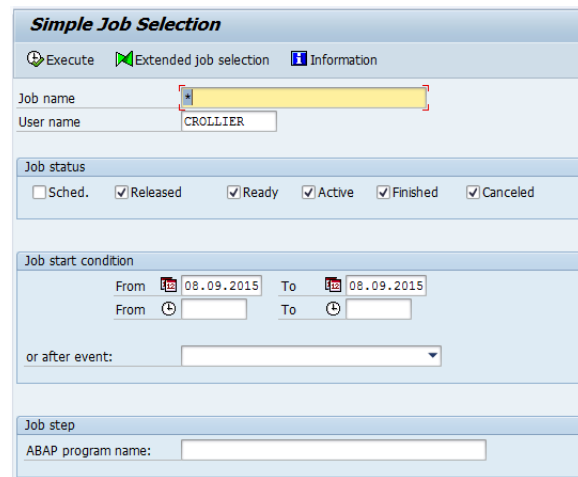 Simple Job Selection
Execute Extended job selection Information
Job name *
User name CROLLIER
Job status
Sched. Released Ready Active Finished Canceled
Job start condition
From 08.09.2015 To 08.09.2015
From To
or after event:
Job step
ABAP program name: